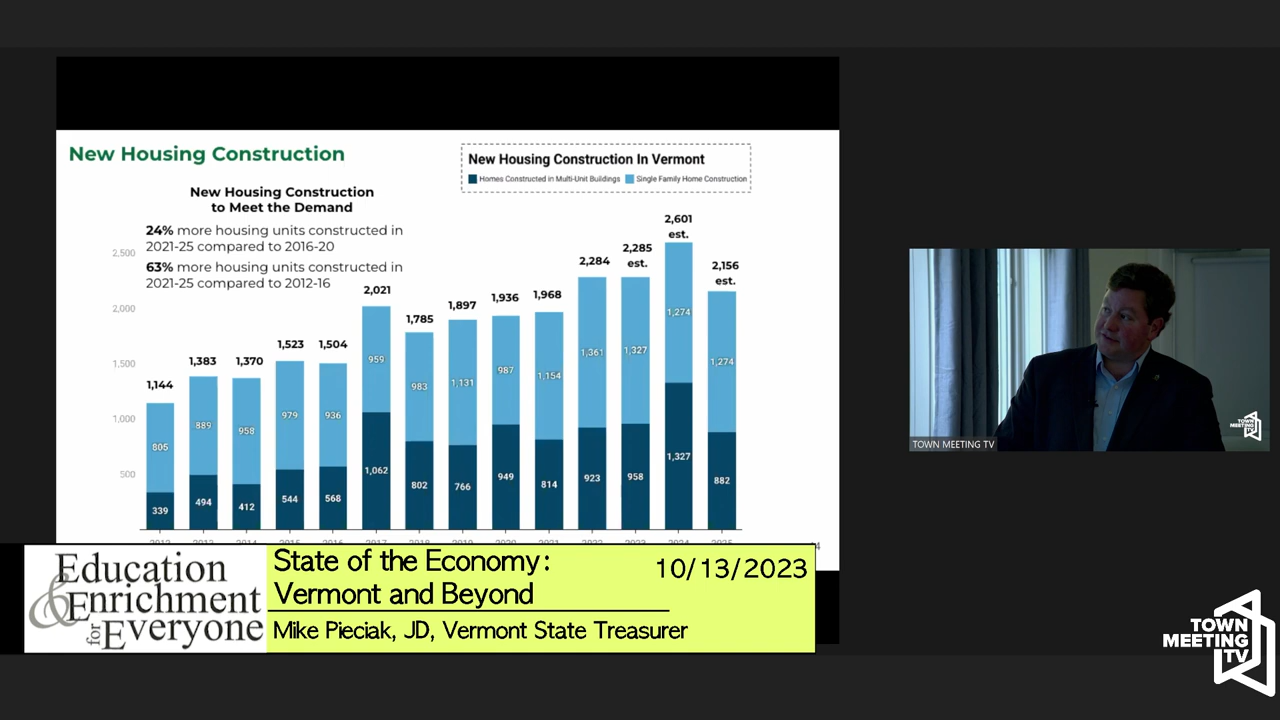 New Housing Construction
New Housing Construction
to Meet the Demand
24% more housing units constructed in
2021-25 compared to 2016-20
63% more housing units constructed in
2021-25 compared to 2012-16
New Housing Construction In Vermont
Homes Constructed in Multi-Unit Buildings Single Family Home Construction
2,500
2,000
1,500
1,000
500
1,144
805
339
1,383
889
494
1,370
958
412
1,523
979
544
1,504
936
568
2,021
959
1,062
1,785
983
802
1,897
1,131
766
1,936
987
949
1,968
1,154
814
2,284
1,361
923
2,285
est.
1,327
958
2,601
est.
1,274
1,327
2,156
est.
1,274
882
TOWN MEETING TV
TOWN
MEETING
TV
Education
& Enrichment
for Everyone
State of the Economy:
Vermont and Beyond
10/13/2023
Mike Pieciak, JD, Vermont State Treasurer
TOWN
MEETING
TV